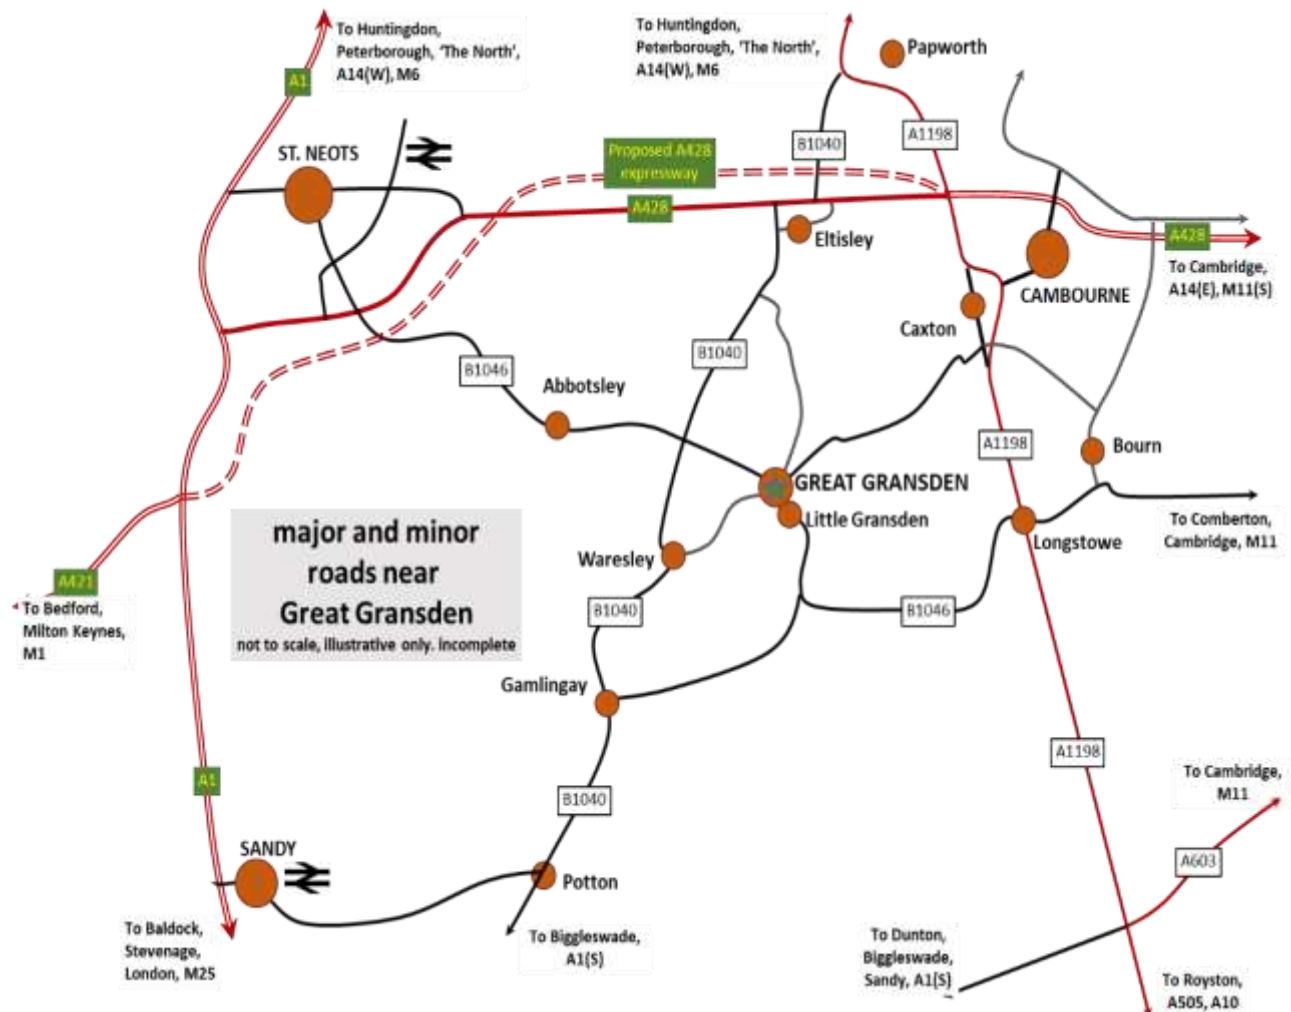 To Huntingdon,
Peterborough, 'The North',
A14(W), M6
To Huntingdon,
Peterborough, 'The North',
A14(W), M6
Papworth
A1
A1198
B1040
ST. NEOTS
Proposed A428
expressway
A428
Eltisley
A428
To Cambridge,
A14(E), M11(S)
CAMBOURNE
Caxton
B1040
B1046
Abbotsley
A1198
Bourn
GREAT GRANSDEN
Little Gransden
To Comberton,
Cambridge, M11
Longstowe
major and minor
roads near
Great Gransden
not to scale, illustrative only. incomplete
Waresley
A421
To Bedford,
Milton Keynes,
M1
B1040
B1046
Gamlingay
A1198
A1
To Cambridge,
M11
B1040
SANDY
A603
Potton
To Baldock,
Stevenage,
London, M25
To Biggleswade,
A1(S)
To Dunton,
Biggleswade,
Sandy, A1(S)
To Royston,
A505, A10